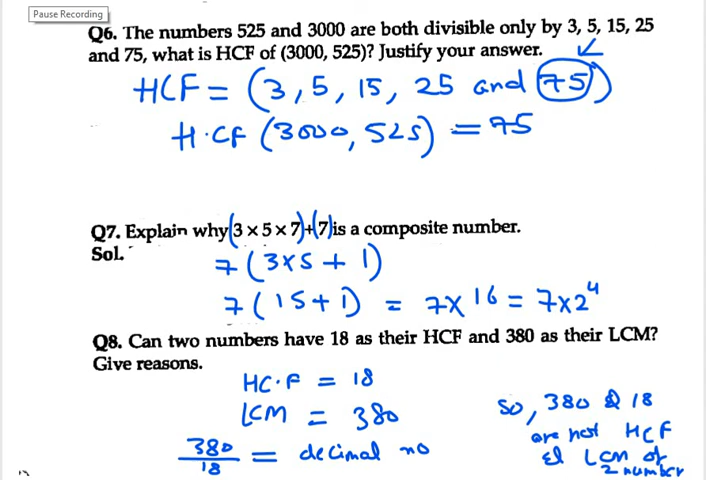 Pause Recording
Q6. The numbers 525 and 3000 are both divisible only by 3, 5, 15, 25
and 75, what is HCF of (3000, 525)? Justify your answer.
HCF = (3, 5, 15, 25 and 75)
H.CF (3000, 525) = 75
Q7. Explain why (3 × 5 × 7) + (7) is a composite number.
Sol.
7 (3×5 + 1)
7 (15+1) = 7× 16 = 7×2⁴
Q8. Can two numbers have 18 as their HCF and 380 as their LCM?
Give reasons.
HC.F = 18
LCM = 380
380/18 = decimal no
so, 380 & 18
are not HCF
& LCM of
2 number